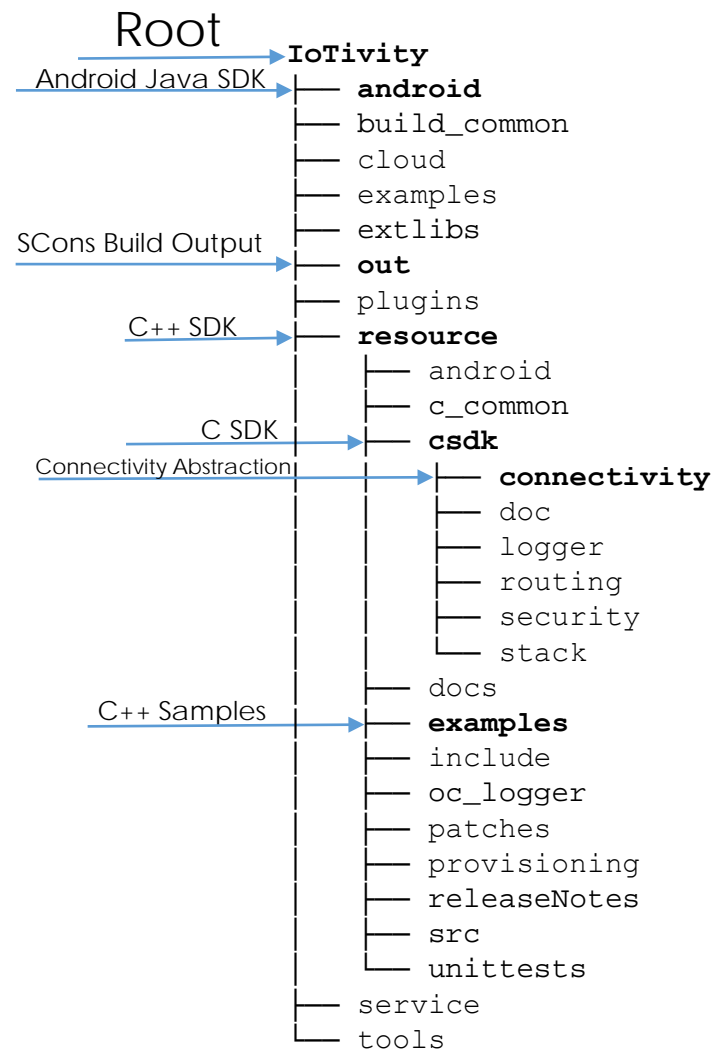 Root
IoTivity
Android Java SDK
├── android
├── build_common
├── cloud
├── examples
├── extlibs
SCons Build Output
├── out
├── plugins
C++ SDK
├── resource
│   ├── android
│   ├── c_common
C SDK
│   ├── csdk
Connectivity Abstraction
│   │   ├── connectivity
│   │   ├── doc
│   │   ├── logger
│   │   ├── routing
│   │   ├── security
│   │   └── stack
│   ├── docs
C++ Samples
│   ├── examples
│   ├── include
│   ├── oc_logger
│   ├── patches
│   ├── provisioning
│   ├── releaseNotes
│   ├── src
│   └── unittests
├── service
└── tools